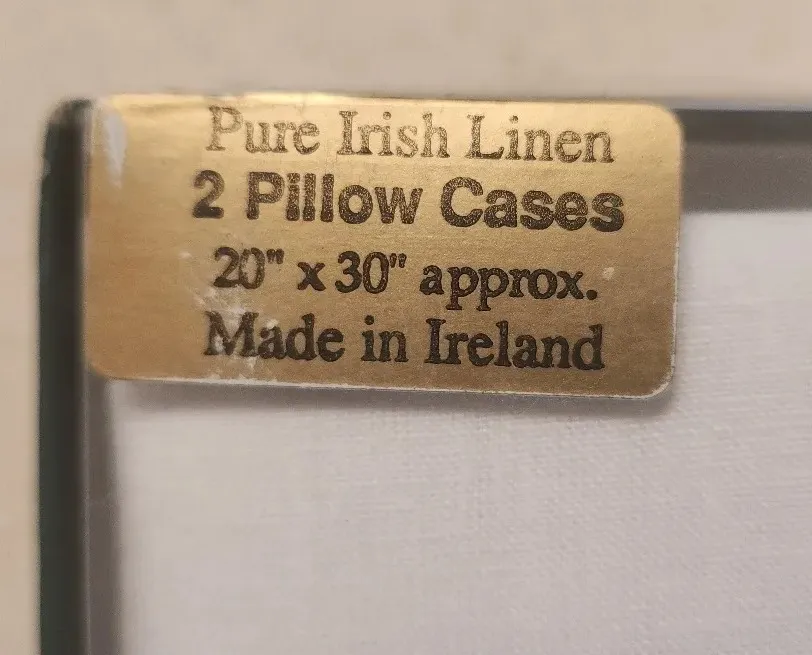 Pure Irish Linen
2 Pillow Cases
20" x 30" approx.
Made in Ireland